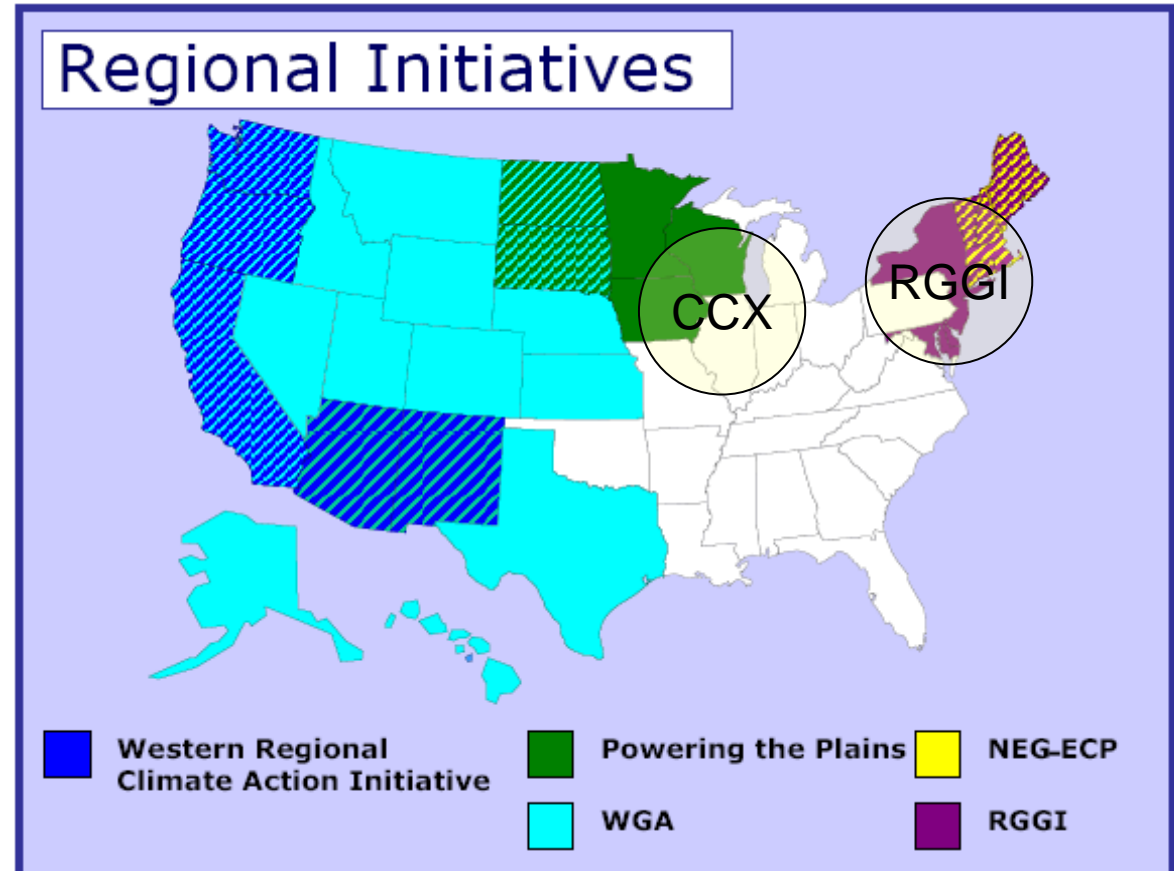 Regional Initiatives
CCX
RGGI
Western Regional
Climate Action Initiative
Powering the Plains
WGA
NEG-ECP
RGGI